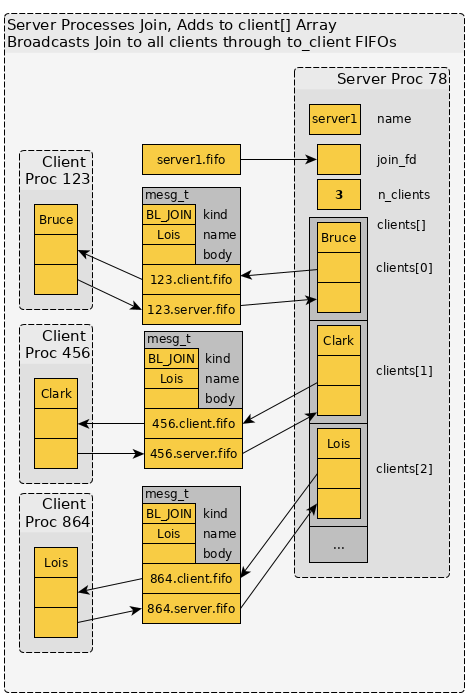 Server Processes Join, Adds to client[] Array
Broadcasts Join to all clients through to_client FIFOs
Server Proc 78
server1
name
server1.fifo
join_fd
3
n_clients
clients[]
Bruce
clients[0]
Clark
clients[1]
Lois
clients[2]
...
Client
Proc 123
Bruce
mesg_t
BL_JOIN
kind
Lois
name
body
123.client.fifo
123.server.fifo
Client
Proc 456
Clark
mesg_t
BL_JOIN
kind
Lois
name
body
456.client.fifo
456.server.fifo
Client
Proc 864
Lois
mesg_t
BL_JOIN
kind
Lois
name
body
864.client.fifo
864.server.fifo